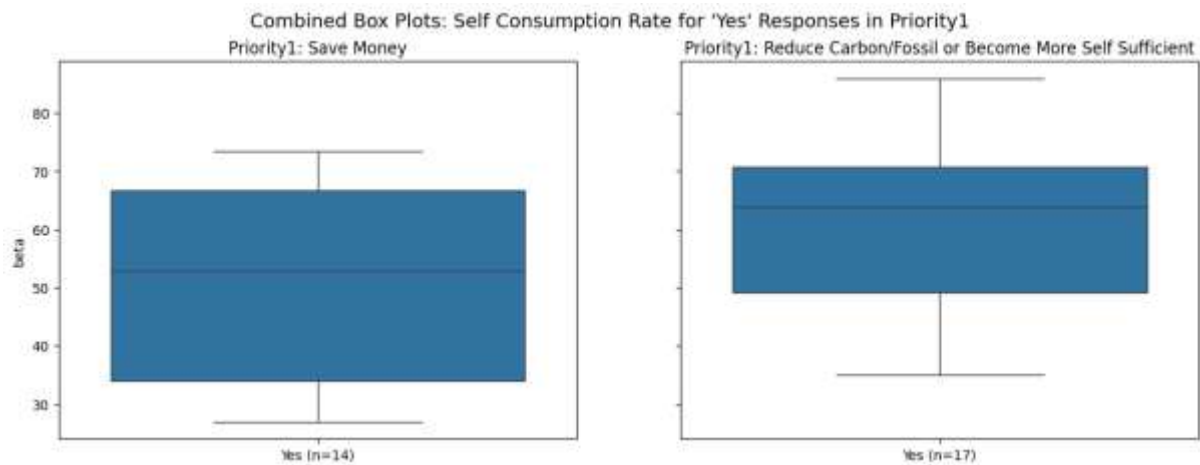 Combined Box Plots: Self Consumption Rate for 'Yes' Responses in Priority1
Priority1: Save Money
Priority1: Reduce Carbon/Fossil or Become More Self Sufficient
80
70
60
50
40
30
beta
Yes (n=14)
Yes (n=17)